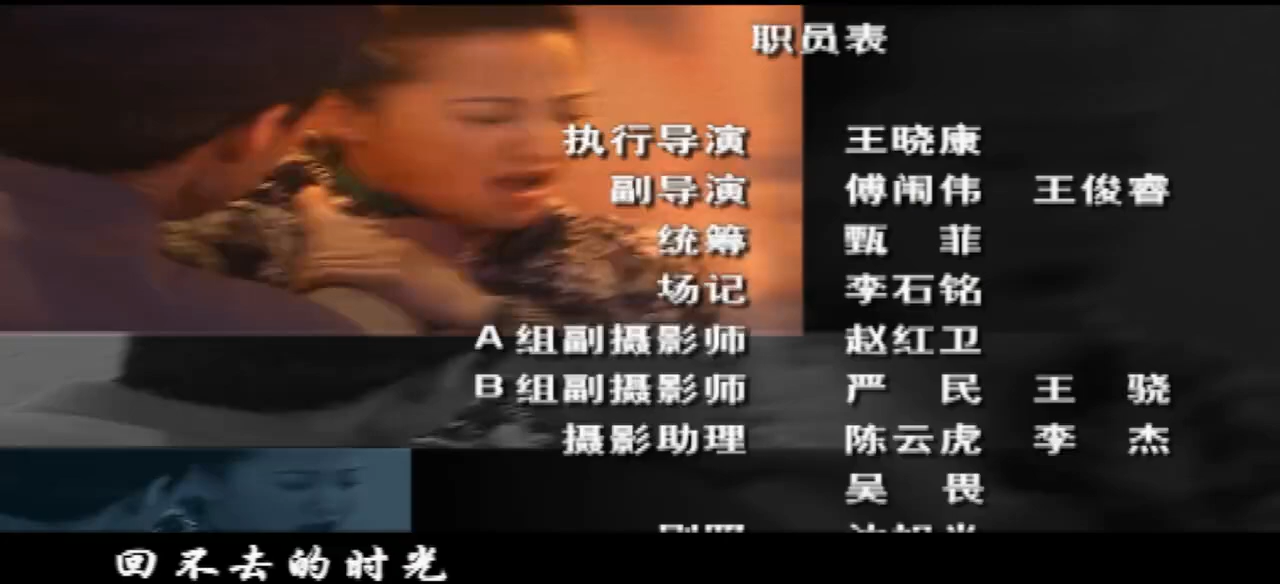 职员表
执行导演 王晓康
副导演 傅闹伟 王俊睿
统筹 甄 菲
场记 李石铭
A组副摄影师 赵红卫
B组副摄影师 严 民 王 骁
摄影助理 陈云虎 李 杰
吴 畏
回不去的时光